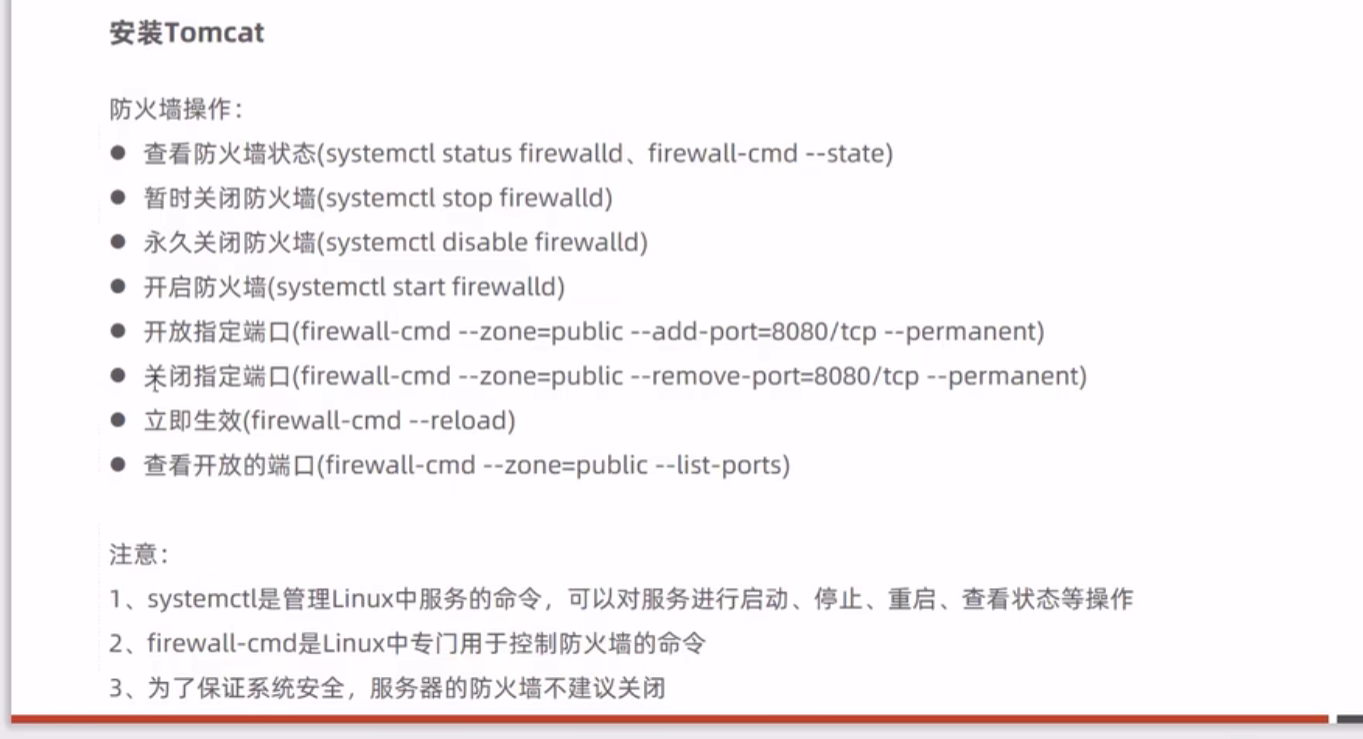 安装Tomcat
防火墙操作：
● 查看防火墙状态(systemctl status firewalld、firewall-cmd --state)
● 暂时关闭防火墙(systemctl stop firewalld)
● 永久关闭防火墙(systemctl disable firewalld)
● 开启防火墙(systemctl start firewalld)
● 开放指定端口(firewall-cmd --zone=public --add-port=8080/tcp --permanent)
● 关闭指定端口(firewall-cmd --zone=public --remove-port=8080/tcp --permanent)
● 立即生效(firewall-cmd --reload)
● 查看开放的端口(firewall-cmd --zone=public --list-ports)
注意：
1、systemctl是管理Linux中服务的命令，可以对服务进行启动、停止、重启、查看状态等操作
2、firewall-cmd是Linux中专门用于控制防火墙的命令
3、为了保证系统安全，服务器的防火墙不建议关闭